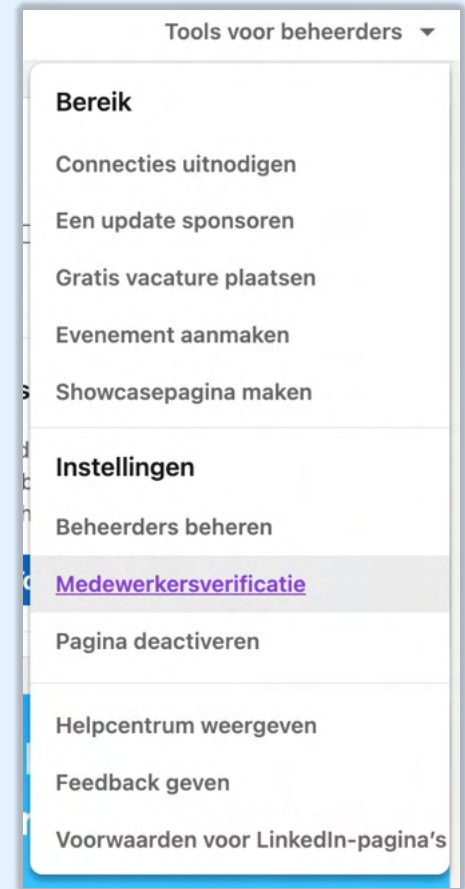 Tools voor beheerders
Bereik
Connecties uitnodigen
Een update sponsoren
Gratis vacature plaatsen
Evenement aanmaken
Showcasepagina maken
Instellingen
Beheerders beheren
Medewerkersverificatie
Pagina deactiveren
Helpcentrum weergeven
Feedback geven
Voorwaarden voor LinkedIn-pagina's